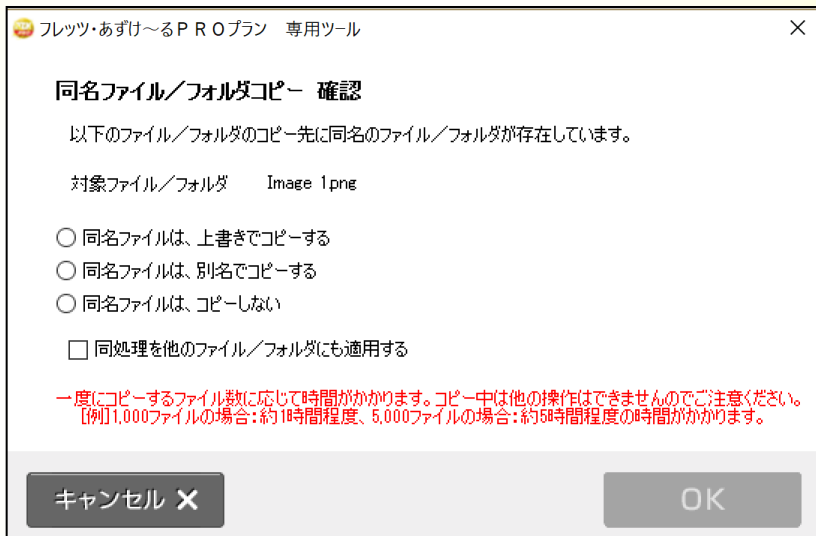 フレッツ・あずけ～るＰＲＯプラン　専用ツール
同名ファイル／フォルダコピー 確認
以下のファイル／フォルダのコピー先に同名のファイル／フォルダが存在しています。
対象ファイル／フォルダ Image 1.png
同名ファイルは、上書きでコピーする
同名ファイルは、別名でコピーする
同名ファイルは、コピーしない
同処理を他のファイル／フォルダにも適用する
一度にコピーするファイル数に応じて時間がかかります。コピー中は他の操作はできませんのでご注意ください。
[例]1,000ファイルの場合：約1時間程度、5,000ファイルの場合：約5時間程度の時間がかかります。
キャンセル OK